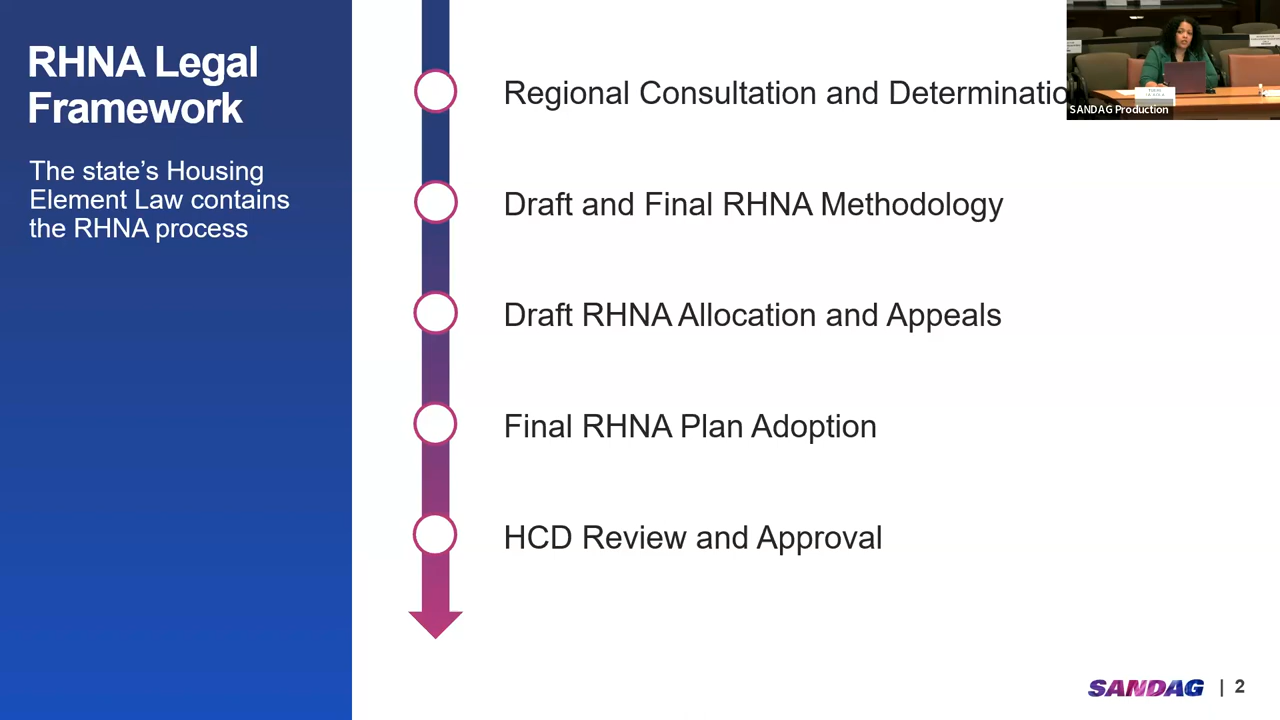 RHNA Legal
Framework
The state's Housing
Element Law contains
the RHNA process
Regional Consultation and Determinatio
Draft and Final RHNA Methodology
Draft RHNA Allocation and Appeals
Final RHNA Plan Adoption
HCD Review and Approval
SANDAG Production
SANDAG | 2